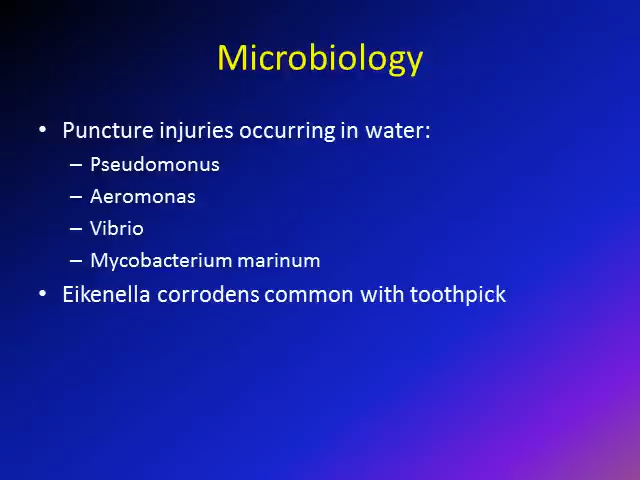 Microbiology
• Puncture injuries occurring in water:
– Pseudomonus
– Aeromonas
– Vibrio
– Mycobacterium marinum
• Eikenella corrodens common with toothpick